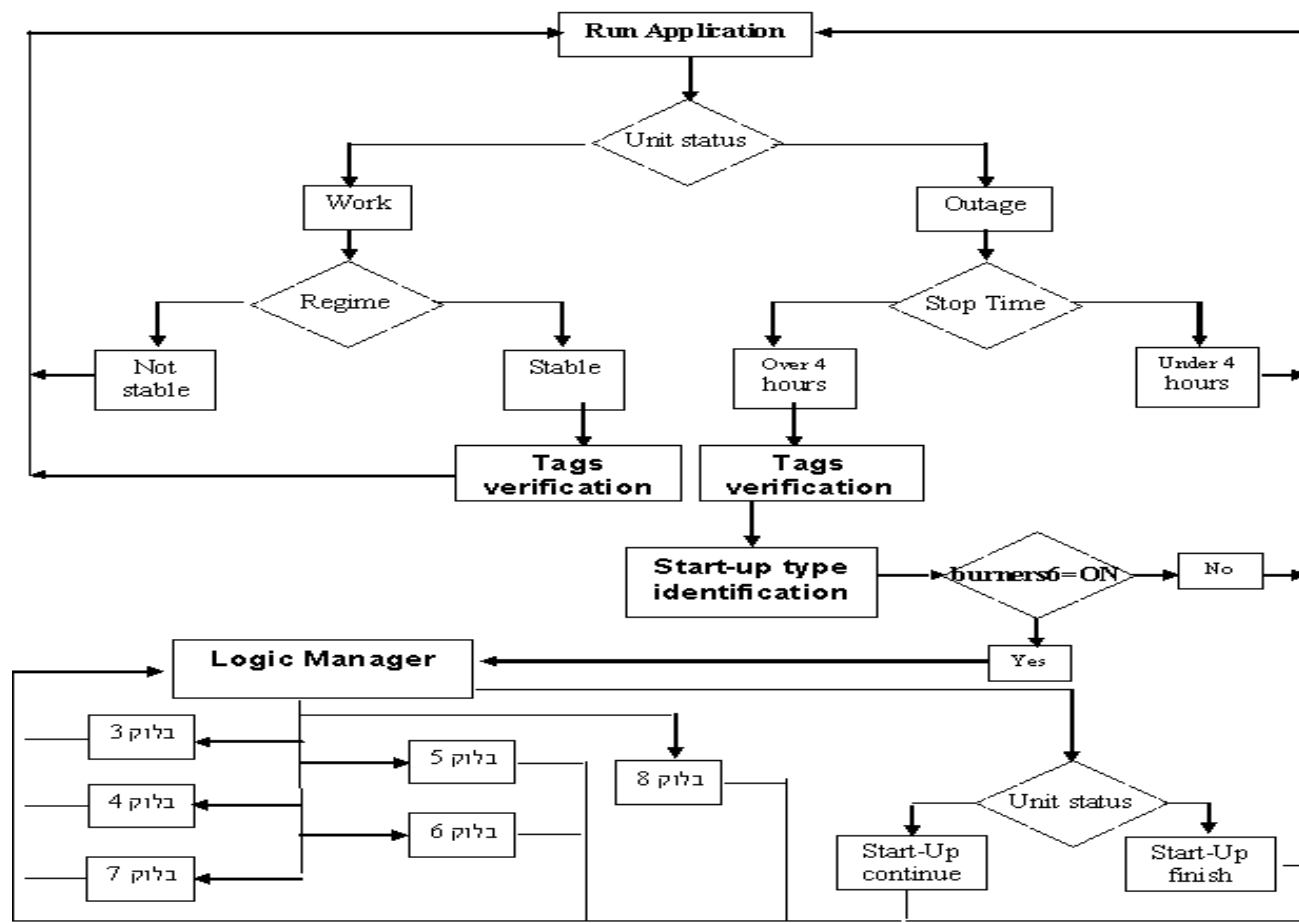 Run Application
Unit status
Work
Outage
Regime
Stop Time
Not
stable
Stable
Over 4
hours
Under 4
hours
Tags
verification
Tags
verification
Start-up type
identification
burners6=ON
No
Logic Manager
Yes
בלוק 3
בלוק 5
בלוק 8
בלוק 4
בלוק 6
בלוק 7
Unit status
Start-Up
continue
Start-Up
finish